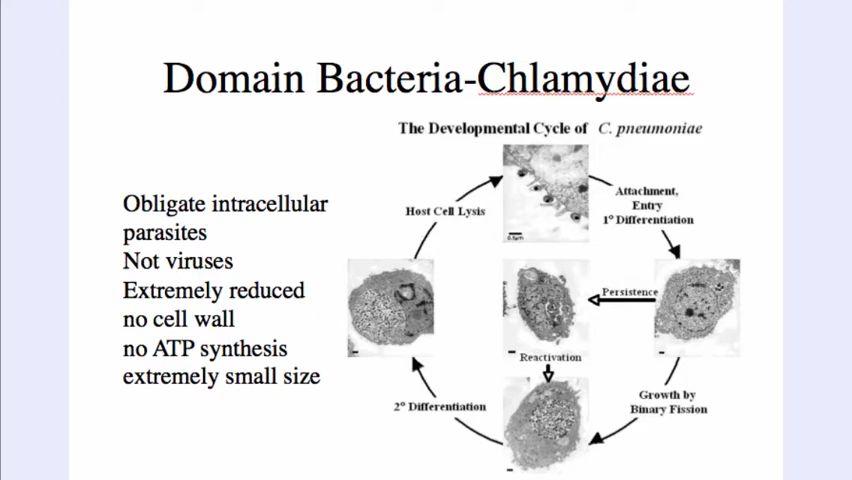 Domain Bacteria-Chlamydiae
The Developmental Cycle of C. pneumoniae
Obligate intracellular
parasites
Not viruses
Extremely reduced
no cell wall
no ATP synthesis
extremely small size
Host Cell Lysis
0.5µm
Attachment,
Entry
1° Differentiation
Persistence
Reactivation
2° Differentiation
Growth by
Binary Fission